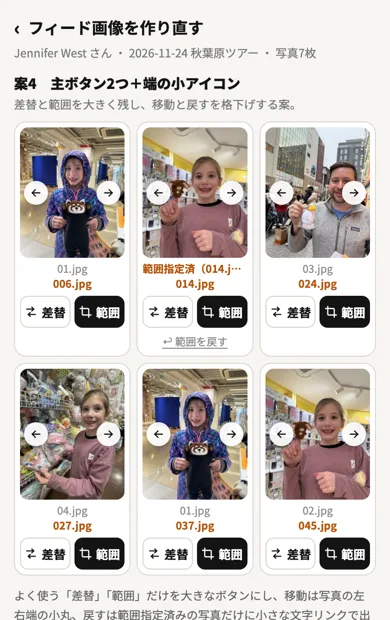 ‹ フィード画像を作り直す
Jennifer West さん ・ 2026-11-24 秋葉原ツアー ・ 写真7枚
案4 主ボタン2つ＋端の小アイコン
差替と範囲を大きく残し、移動と戻すを格下げする案。
← → ← → ← →
01.jpg 範囲指定済（014.j… 03.jpg
006.jpg 014.jpg 024.jpg
差替 範囲 差替 範囲 差替 範囲
↩ 範囲を戻す
← → ← → ← →
04.jpg 01.jpg 02.jpg
027.jpg 037.jpg 045.jpg
差替 範囲 差替 範囲 差替 範囲
よく使う「差替」「範囲」だけを大きなボタンにし、移動は写真の左
右端の小丸、戻すは範囲指定済みの写真だけに小さな文字リンクで出